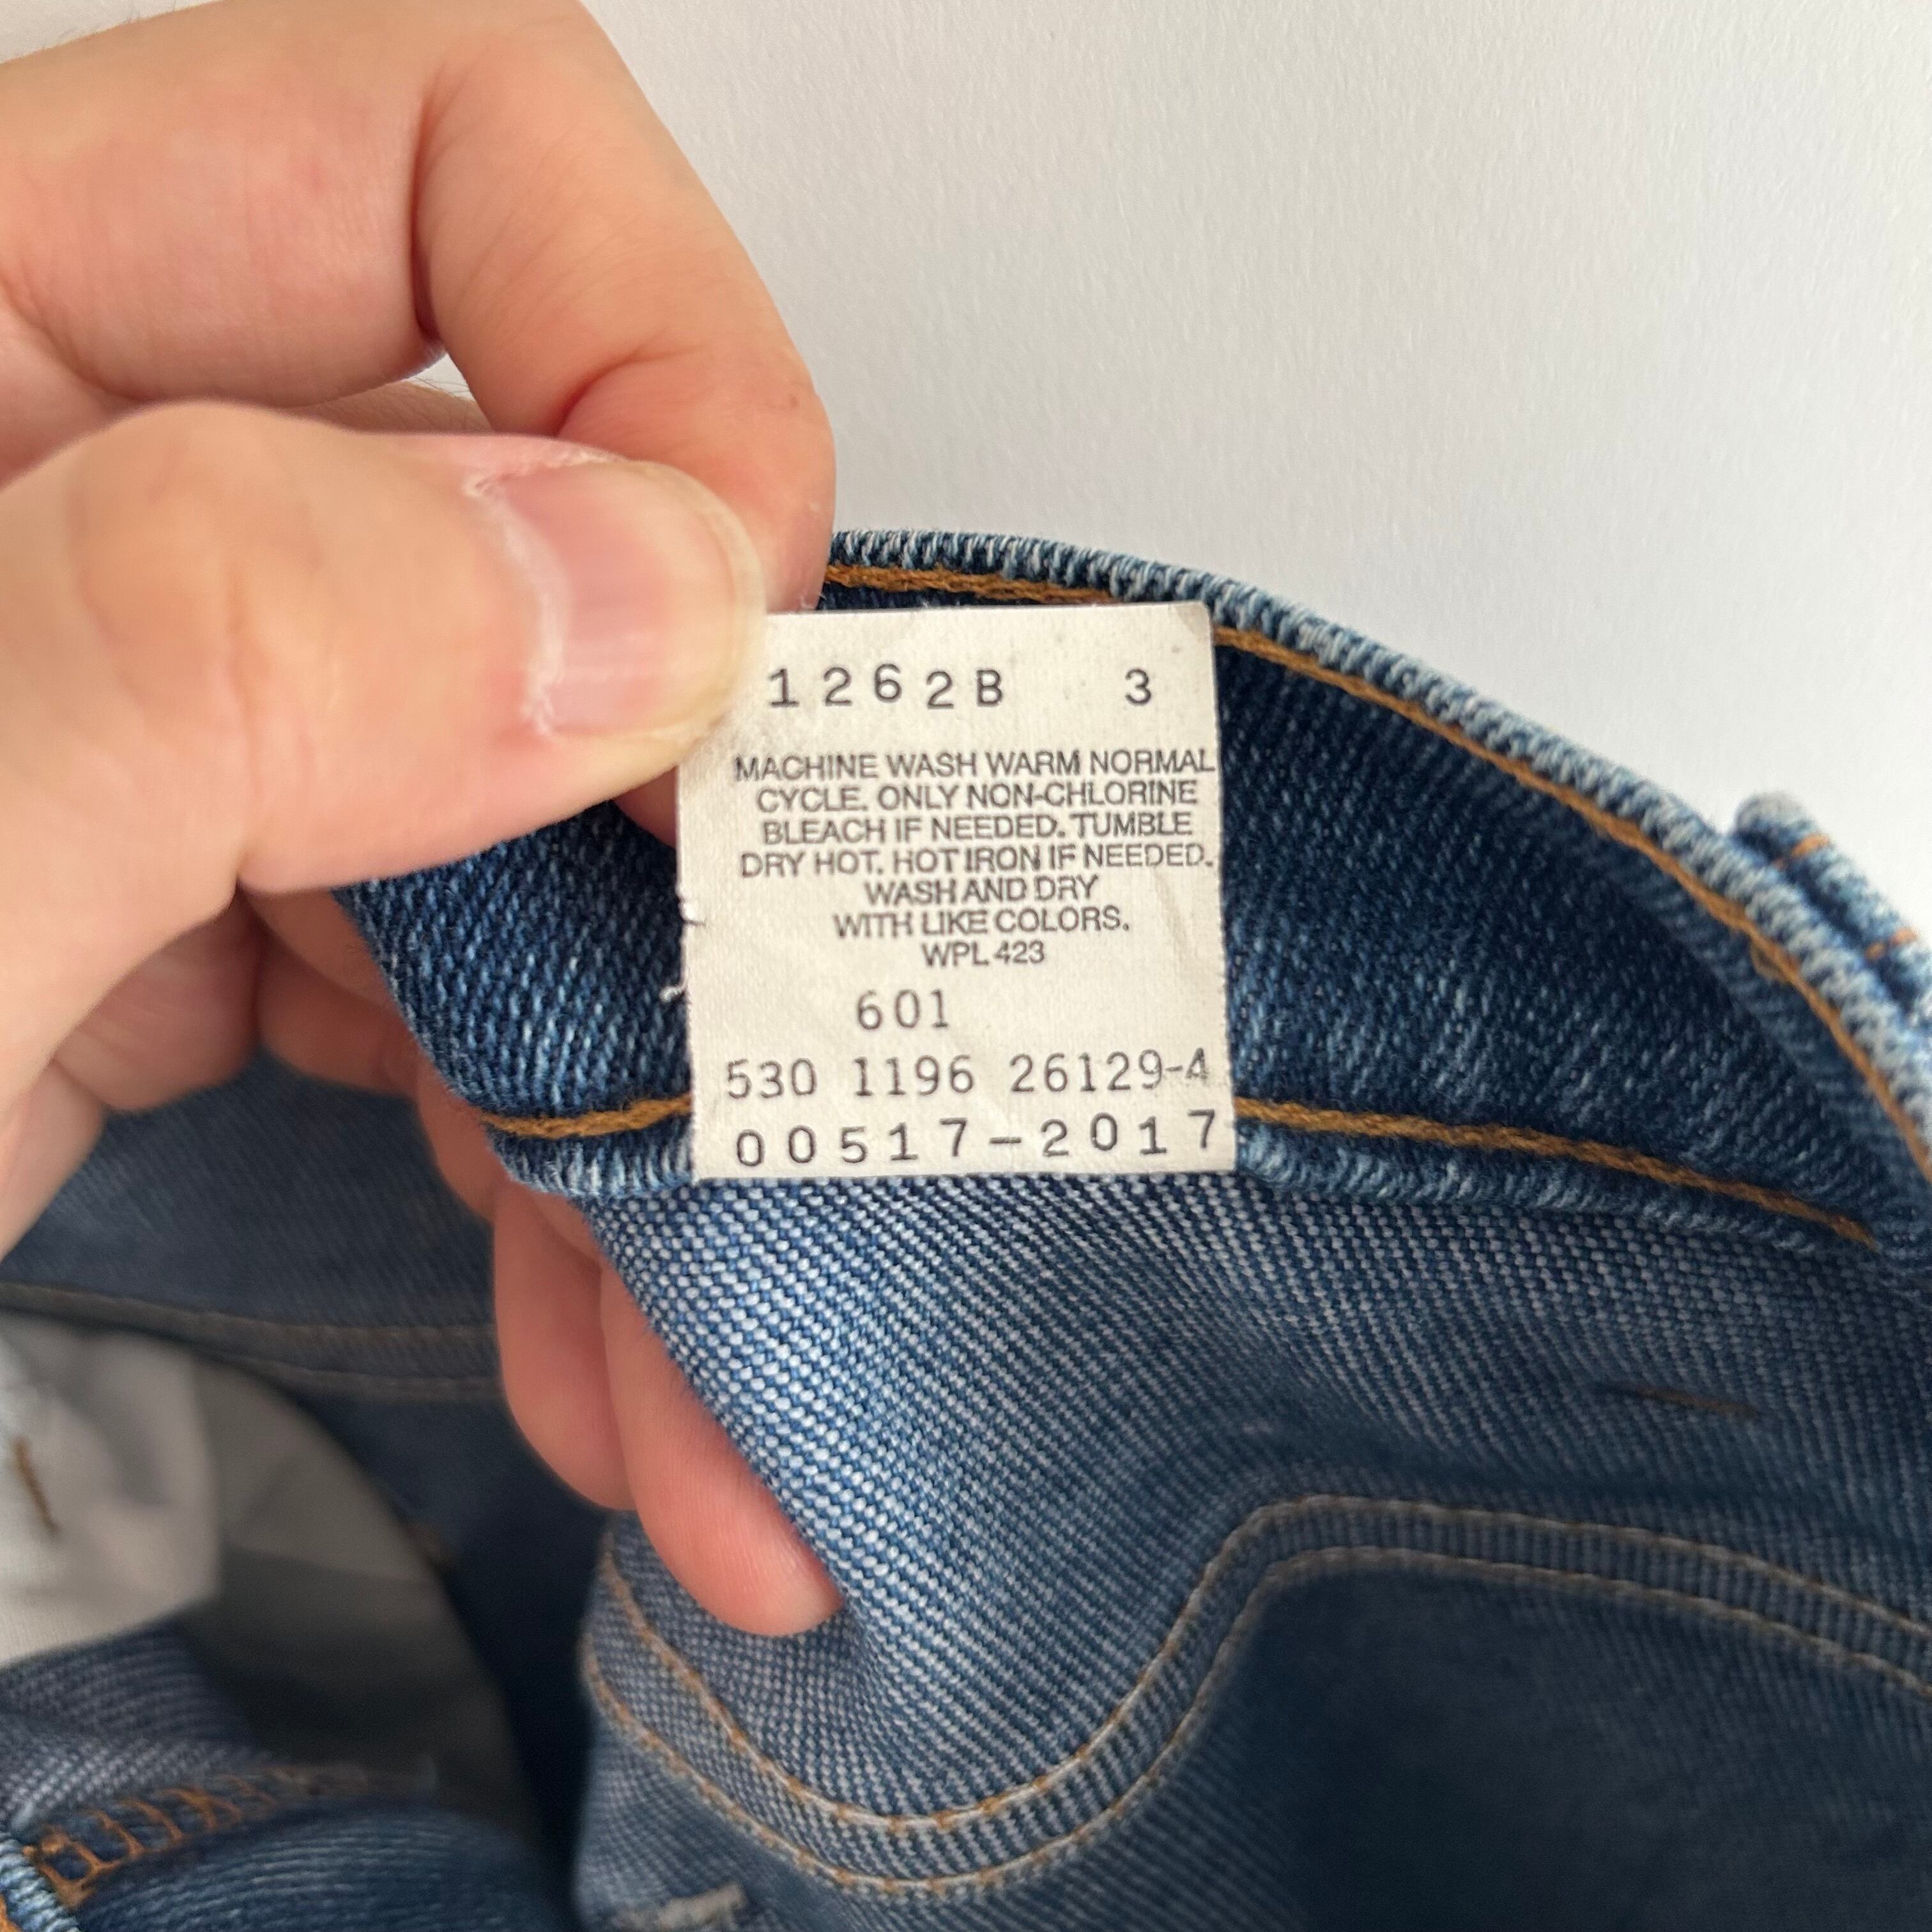 1262B 3
MACHINE WASH WARM NORMAL
CYCLE. ONLY NON-CHLORINE
BLEACH IF NEEDED. TUMBLE
DRY HOT. HOT IRON IF NEEDED.
WASH AND DRY
WITH LIKE COLORS.
WPL 423
601
530 1196 26129-4
00517-2017